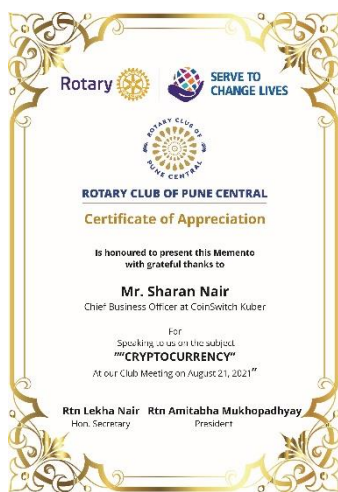 Rotary
SERVE TO
CHANGE LIVES
ROTARY CLUB OF
PUNE CENTRAL
ROTARY CLUB OF PUNE CENTRAL
Certificate of Appreciation
Is honoured to present this Memento
with grateful thanks to
Mr. Sharan Nair
Chief Business Officer at CoinSwitch Kuber
For
Speaking to us on the subject
""CRYPTOCURRENCY"
At our Club Meeting on August 21, 2021"
Rtn Lekha Nair Rtn Amitabha Mukhopadhyay
Hon. Secretary President